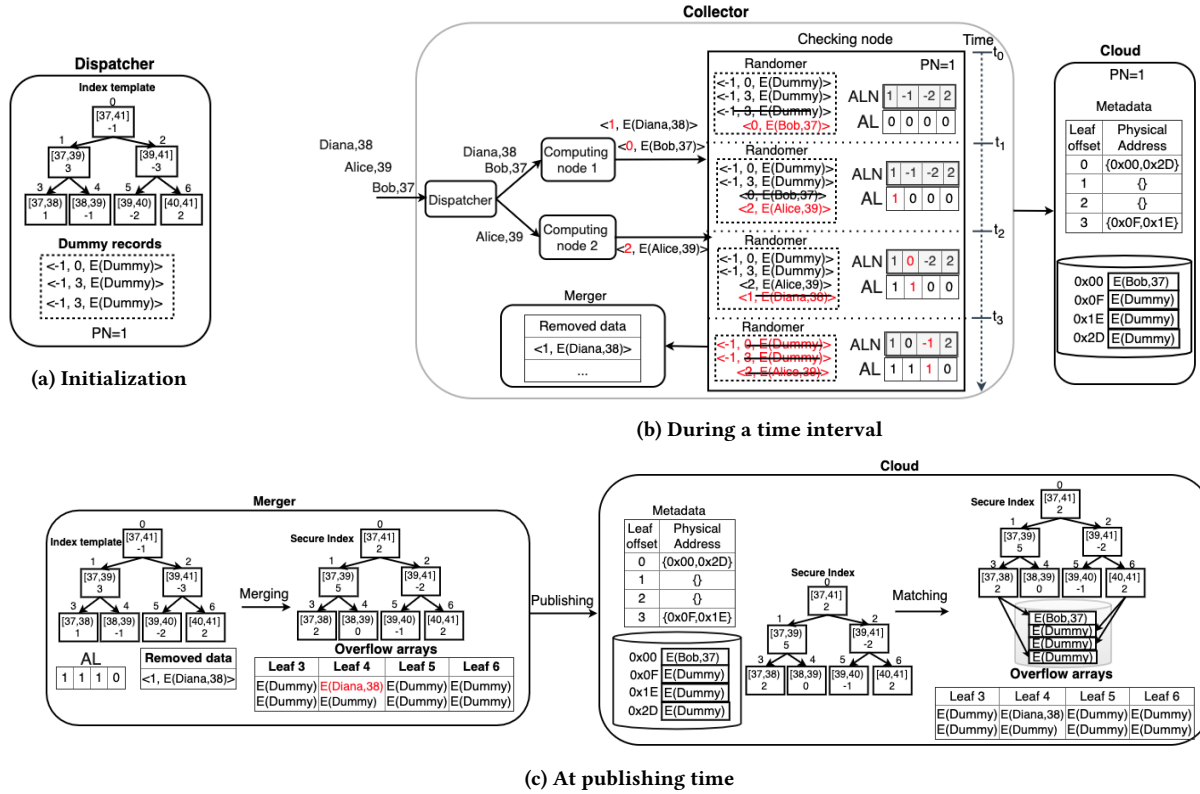 Dispatcher
Index template
0
[37,41]
-1
1
2
[37,39)
3
[39,41]
-3
3
4
5
6
[37,38)
1
[38,39)
-1
[39,40)
-2
[40,41]
2
Dummy records
<-1, 0, E(Dummy)>
<-1, 3, E(Dummy)>
<-1, 3, E(Dummy)>
PN=1
(a) Initialization
Collector
Diana,38
Alice,39
Bob,37
Dispatcher
Diana,38
Bob,37
Alice,39
Computing
node 1
Computing
node 2
<1, E(Diana,38)>
<0, E(Bob,37)>
<2, E(Alice,39)>
Merger
Removed data
<1, E(Diana,38)>
...
Checking node
Time
Randomer
PN=1
<-1, 0, E(Dummy)>
<-1, 3, E(Dummy)>
<-1, 3, E(Dummy)>
<0, E(Bob,37)>
ALN 1 -1 -2 2
AL 0 0 0 0
t0
t1
Randomer
<-1, 0, E(Dummy)>
<-1, 3, E(Dummy)>
<0, E(Bob,37)>
<2, E(Alice,39)>
ALN 1 -1 -2 2
AL 1 0 0 0
t2
Randomer
<-1, 0, E(Dummy)>
<-1, 3, E(Dummy)>
<2, E(Alice,39)>
<1, E(Diana,38)>
ALN 1 0 -2 2
AL 1 1 0 0
t3
Randomer
<-1, 0, E(Dummy)>
<-1, 3, E(Dummy)>
<2, E(Alice,39)>
ALN 1 0 -1 2
AL 1 1 1 0
Cloud
PN=1
Metadata
Leaf offset Physical Address
0 {0x00,0x2D}
1 {}
2 {}
3 {0x0F,0x1E}
0x00 E(Bob,37)
0x0F E(Dummy)
0x1E E(Dummy)
0x2D E(Dummy)
(b) During a time interval
Merger
Index template
0
[37,41]
-1
1
2
[37,39)
3
[39,41]
-3
3
4
5
6
[37,38)
1
[38,39)
-1
[39,40)
-2
[40,41]
2
AL
1 1 1 0
Removed data
<1, E(Diana,38)>
Merging
Secure Index
0
[37,41]
2
1
2
[37,39)
5
[39,41]
-2
3
4
5
6
[37,38)
2
[38,39)
0
[39,40)
-1
[40,41]
2
Overflow arrays
Leaf 3 Leaf 4 Leaf 5 Leaf 6
E(Dummy) E(Diana,38) E(Dummy) E(Dummy)
E(Dummy) E(Dummy) E(Dummy) E(Dummy)
Publishing
Cloud
Metadata
Leaf offset Physical Address
0 {0x00,0x2D}
1 {}
2 {}
3 {0x0F,0x1E}
0x00 E(Bob,37)
0x0F E(Dummy)
0x1E E(Dummy)
0x2D E(Dummy)
Secure Index
0
[37,41]
2
1
2
[37,39)
5
[39,41]
-2
3
4
5
6
[37,38)
2
[38,39)
0
[39,40)
-1
[40,41]
2
Matching
Secure Index
0
[37,41]
2
1
2
[37,39)
5
[39,41]
-2
3
4
5
6
[37,38)
2
[38,39)
0
[39,40)
-1
[40,41]
2
E(Bob,37)
E(Dummy)
E(Dummy)
E(Dummy)
Overflow arrays
Leaf 3 Leaf 4 Leaf 5 Leaf 6
E(Dummy) E(Diana,38) E(Dummy) E(Dummy)
E(Dummy) E(Dummy) E(Dummy) E(Dummy)
(c) At publishing time